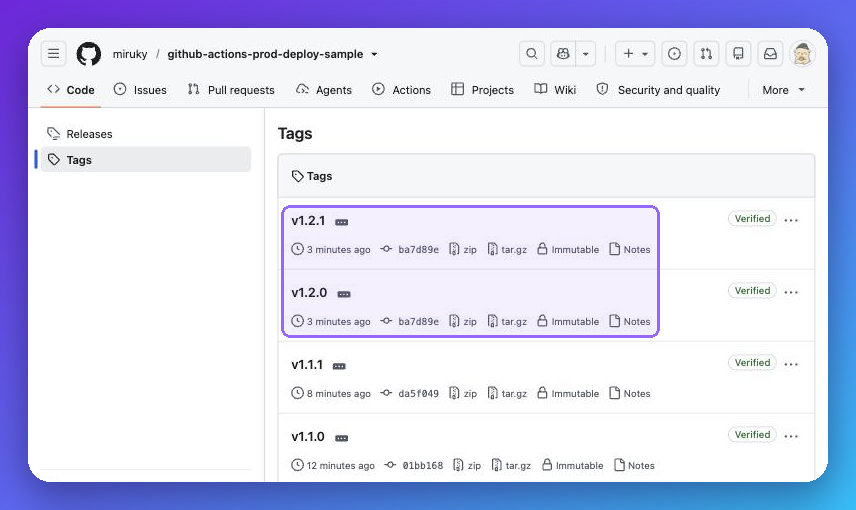 miruky / github-actions-prod-deploy-sample
Code Issues Pull requests Agents Actions Projects Wiki Security and quality More
Releases
Tags
Tags
Tags
v1.2.1
Verified
3 minutes ago ba7d89e zip tar.gz Immutable Notes
v1.2.0
Verified
3 minutes ago ba7d89e zip tar.gz Immutable Notes
v1.1.1
Verified
8 minutes ago da5f049 zip tar.gz Immutable Notes
v1.1.0
Verified
12 minutes ago 01bb168 zip tar.gz Immutable Notes